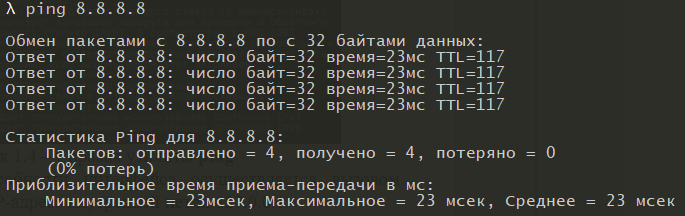 λ ping 8.8.8.8
Обмен пакетами с 8.8.8.8 по с 32 байтами данных:
Ответ от 8.8.8.8: число байт=32 время=23мс TTL=117
Ответ от 8.8.8.8: число байт=32 время=23мс TTL=117
Ответ от 8.8.8.8: число байт=32 время=23мс TTL=117
Ответ от 8.8.8.8: число байт=32 время=23мс TTL=117
Статистика Ping для 8.8.8.8:
Пакетов: отправлено = 4, получено = 4, потеряно = 0
(0% потерь)
Приблизительное время приема-передачи в мс:
Минимальное = 23мсек, Максимальное = 23 мсек, Среднее = 23 мсек